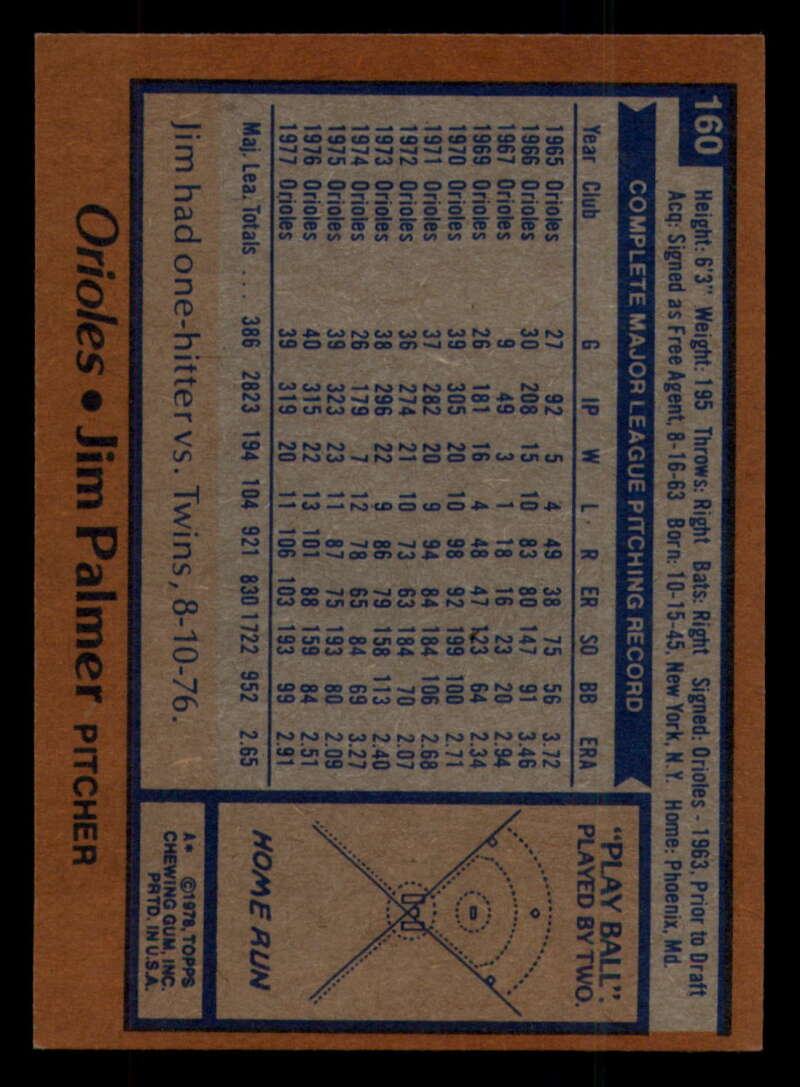 160
Height: 6'3" Weight: 195 Throws: Right Bats: Right Signed: Orioles - 1963, Prior to Draft
Acq: Signed as Free Agent, 8-16-63 Born: 10-15-45, New York, N.Y. Home: Phoenix, Md.
COMPLETE MAJOR LEAGUE PITCHING RECORD
Year Club G IP W L R ER SO BB ERA
1965 Orioles 27 92 5 4 49 38 75 56 3.72
1966 Orioles 30 208 15 10 83 80 147 91 3.46
1967 Orioles 9 49 3 1 18 16 23 20 2.94
1969 Orioles 26 181 16 4 48 47 123 64 2.34
1970 Orioles 39 305 20 10 98 92 199 100 2.71
1971 Orioles 37 282 20 9 94 84 184 106 2.68
1972 Orioles 36 274 21 10 73 63 184 70 2.07
1973 Orioles 38 296 22 9 86 79 158 113 2.40
1974 Orioles 26 179 7 12 78 65 84 69 3.27
1975 Orioles 39 323 23 11 87 75 193 80 2.09
1976 Orioles 40 315 22 13 101 88 159 84 2.51
1977 Orioles 39 319 20 11 106 103 193 99 2.91
Maj. Lea. Totals ... 386 2823 194 104 921 830 1722 952 2.65
Jim had one-hitter vs. Twins, 8-10-76.
"PLAY BALL"
PLAYED BY TWO.
HOME RUN
A* ©1978, TOPPS
CHEWING GUM, INC.
PRTD. IN U.S.A.
Orioles • Jim Palmer PITCHER